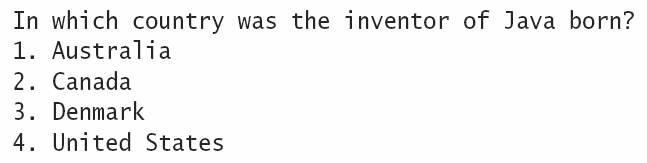 In which country was the inventor of Java born?
1. Australia
2. Canada
3. Denmark
4. United States